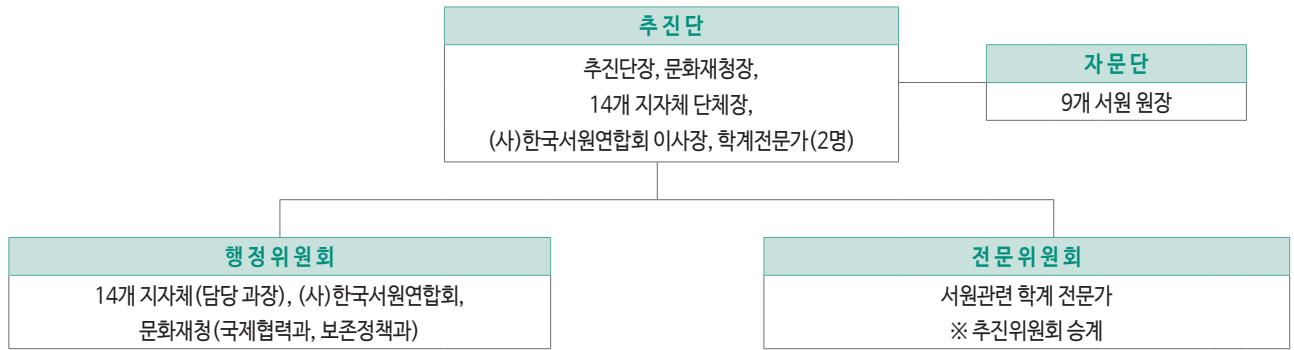 추진단
추진단장, 문화재청장,
14개 지자체 단체장,
(사)한국서원연합회 이사장, 학계전문가(2명)
자문단
9개 서원 원장
행정위원회
14개 지자체(담당 과장), (사)한국서원연합회,
문화재청(국제협력과, 보존정책과)
전문위원회
서원관련 학계 전문가
※ 추진위원회 승계